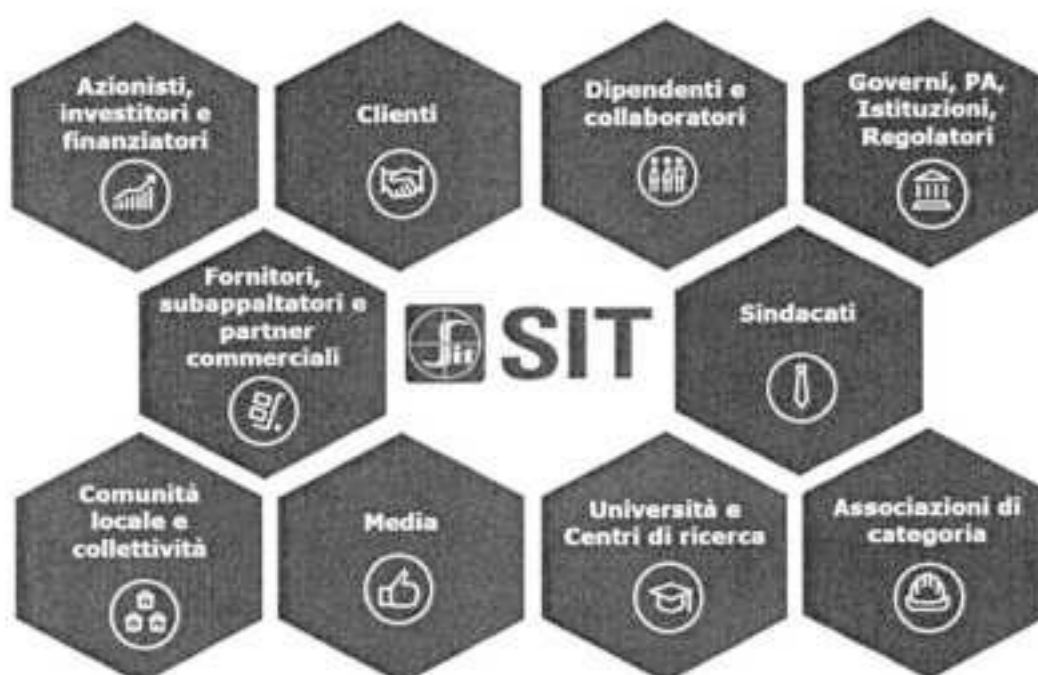 Azionisti,
investitori e
finanziatori
Clienti
Dipendenti e
collaboratori
Governi, PA,
Istituzioni,
Regolatori
Fornitori,
subappaltatori e
partner
commerciali
Sit SIT
Sindacati
Comunità
locale e
collettività
Media
Università e
Centri di ricerca
Associazioni di
categoria